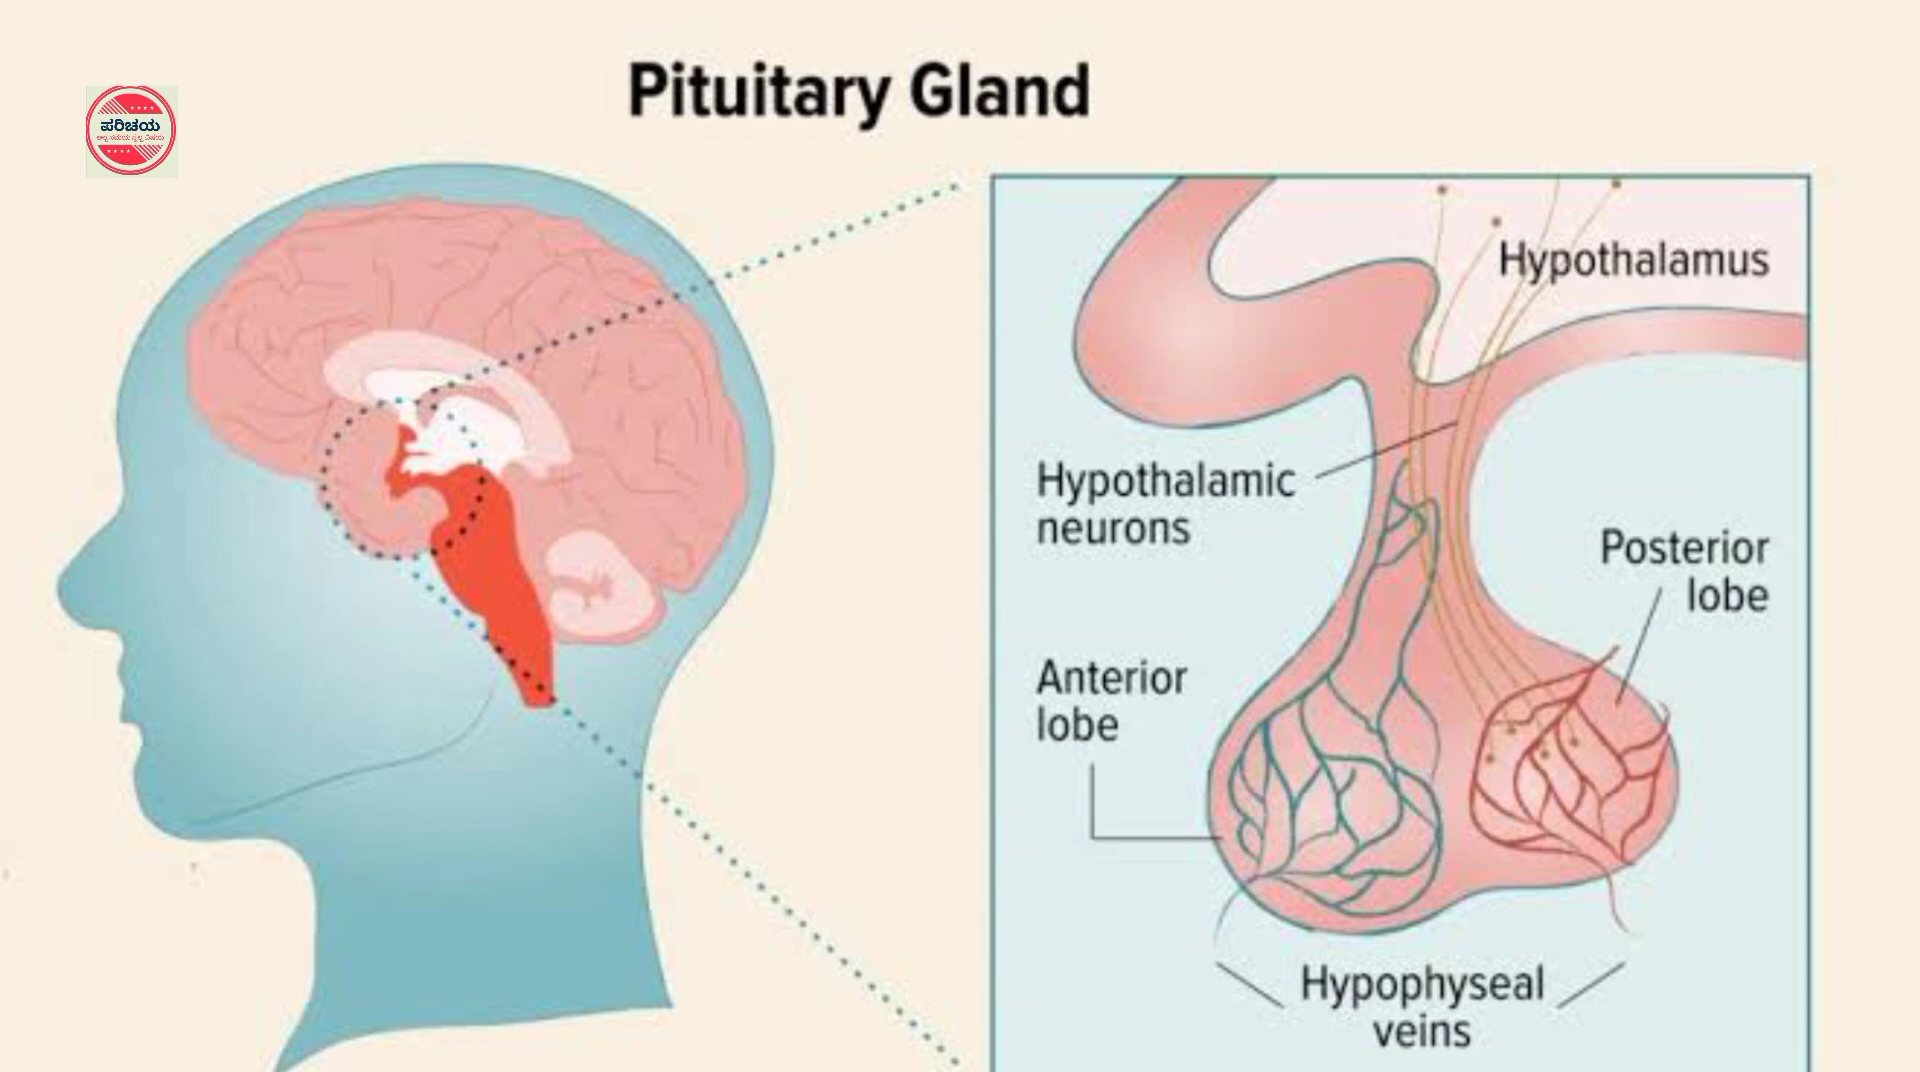 Pituitary Gland
ಪರಿಚಯ
Hypothalamus
Hypothalamic
neurons
Posterior
lobe
Anterior
lobe
Hypophyseal
veins